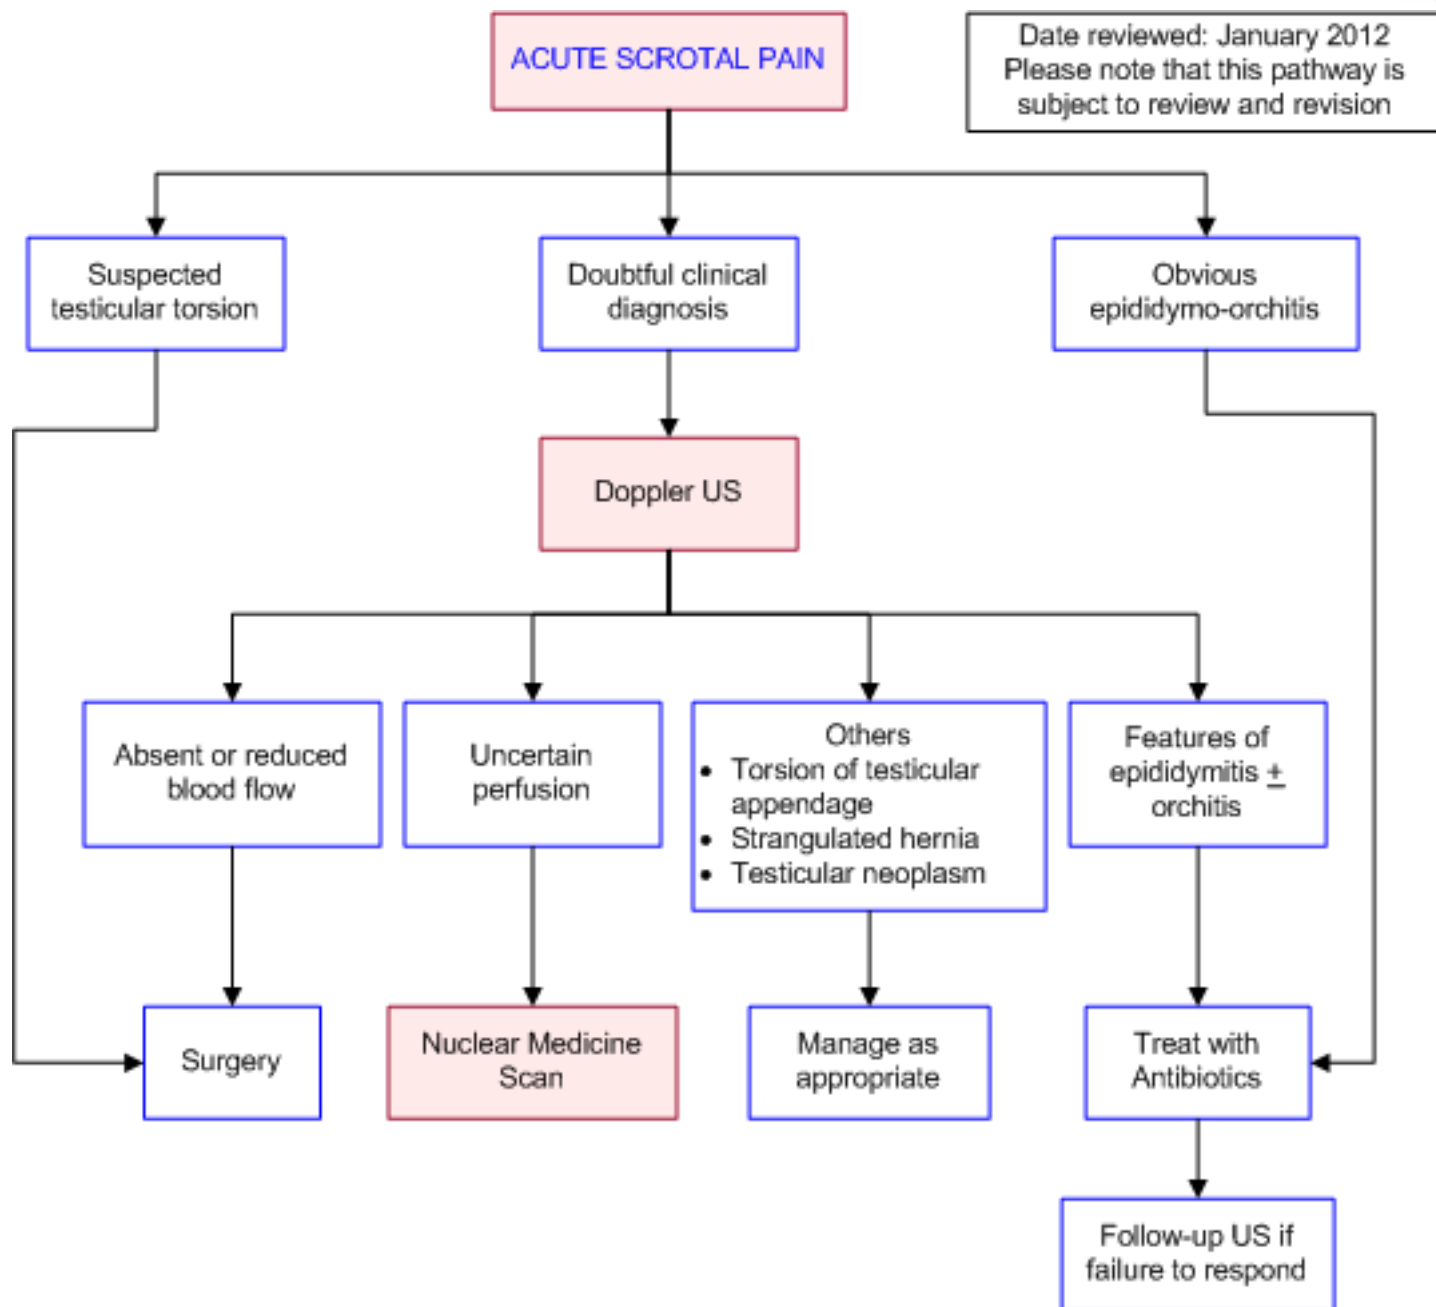 ACUTE SCROTAL PAIN
Date reviewed: January 2012
Please note that this pathway is
subject to review and revision
Suspected
testicular torsion
Doubtful clinical
diagnosis
Obvious
epididymo-orchitis
Doppler US
Absent or reduced
blood flow
Uncertain
perfusion
Others
• Torsion of testicular
appendage
• Strangulated hernia
• Testicular neoplasm
Features of
epididymitis ±
orchitis
Surgery
Nuclear Medicine
Scan
Manage as
appropriate
Treat with
Antibiotics
Follow-up US if
failure to respond